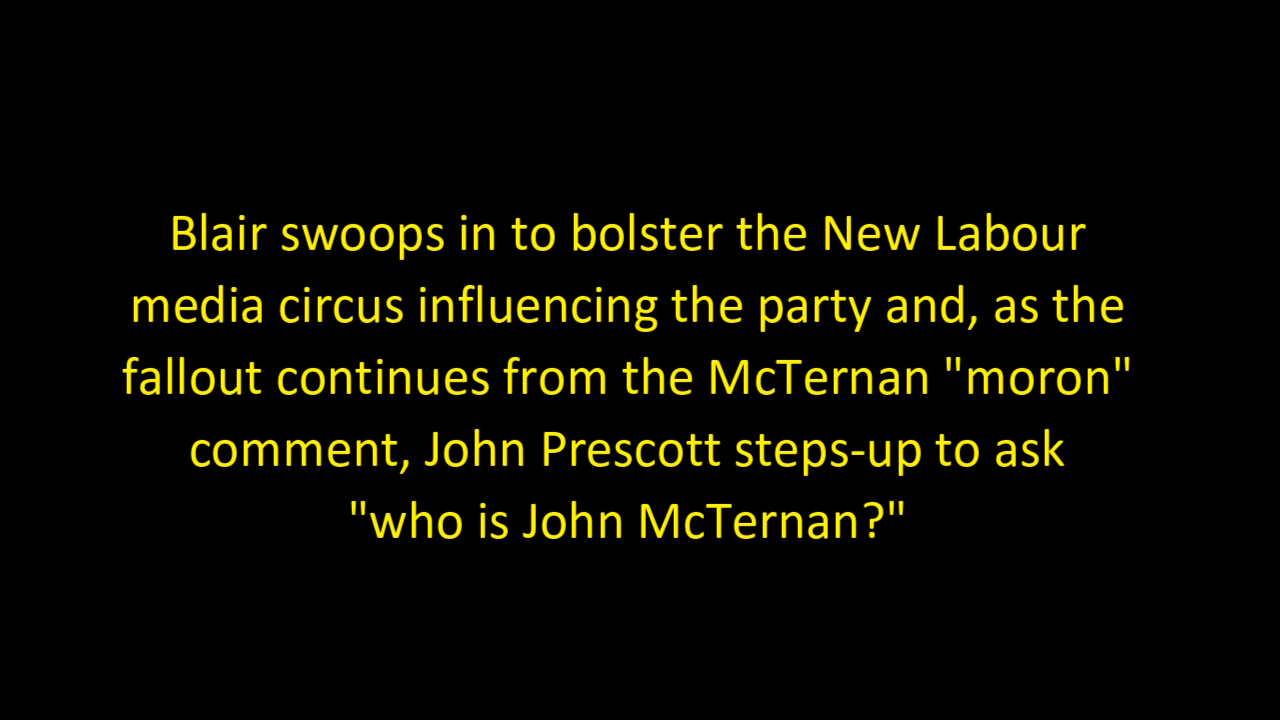 Blair swoops in to bolster the New Labour
media circus influencing the party and, as the
fallout continues from the McTernan "moron"
comment, John Prescott steps-up to ask
"who is John McTernan?"